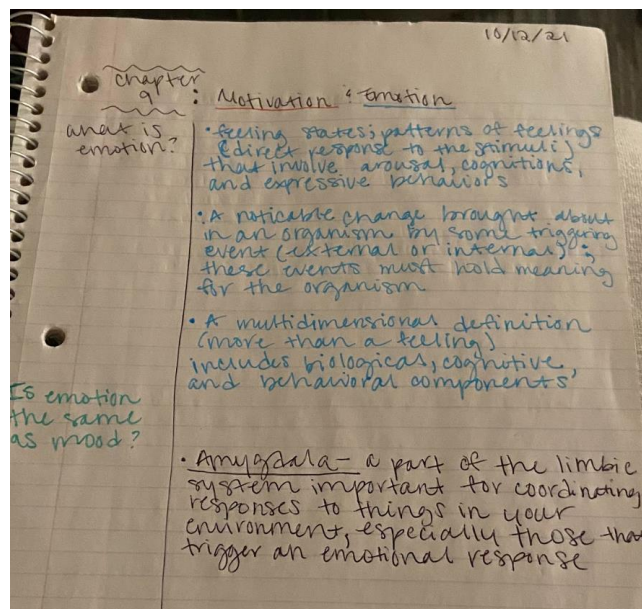 10/12/21
chapter
9 : Motivation & Emotion
what is
emotion?
• feeling states; patterns of feelings
(direct response to the stimuli)
that involve arousal, cognitions,
and expressive behaviors
• A noticable change brought about
in an organism by some triggering
event (external or internal);
these events must hold meaning
for the organism
• A multidimensional definition
(more than a feeling)
includes biological, cognitive,
and behavioral components
Is emotion
the same
as mood?
• Amygdala – a part of the limbic
system important for coordinating
responses to things in your
environment, especially those that
trigger an emotional response